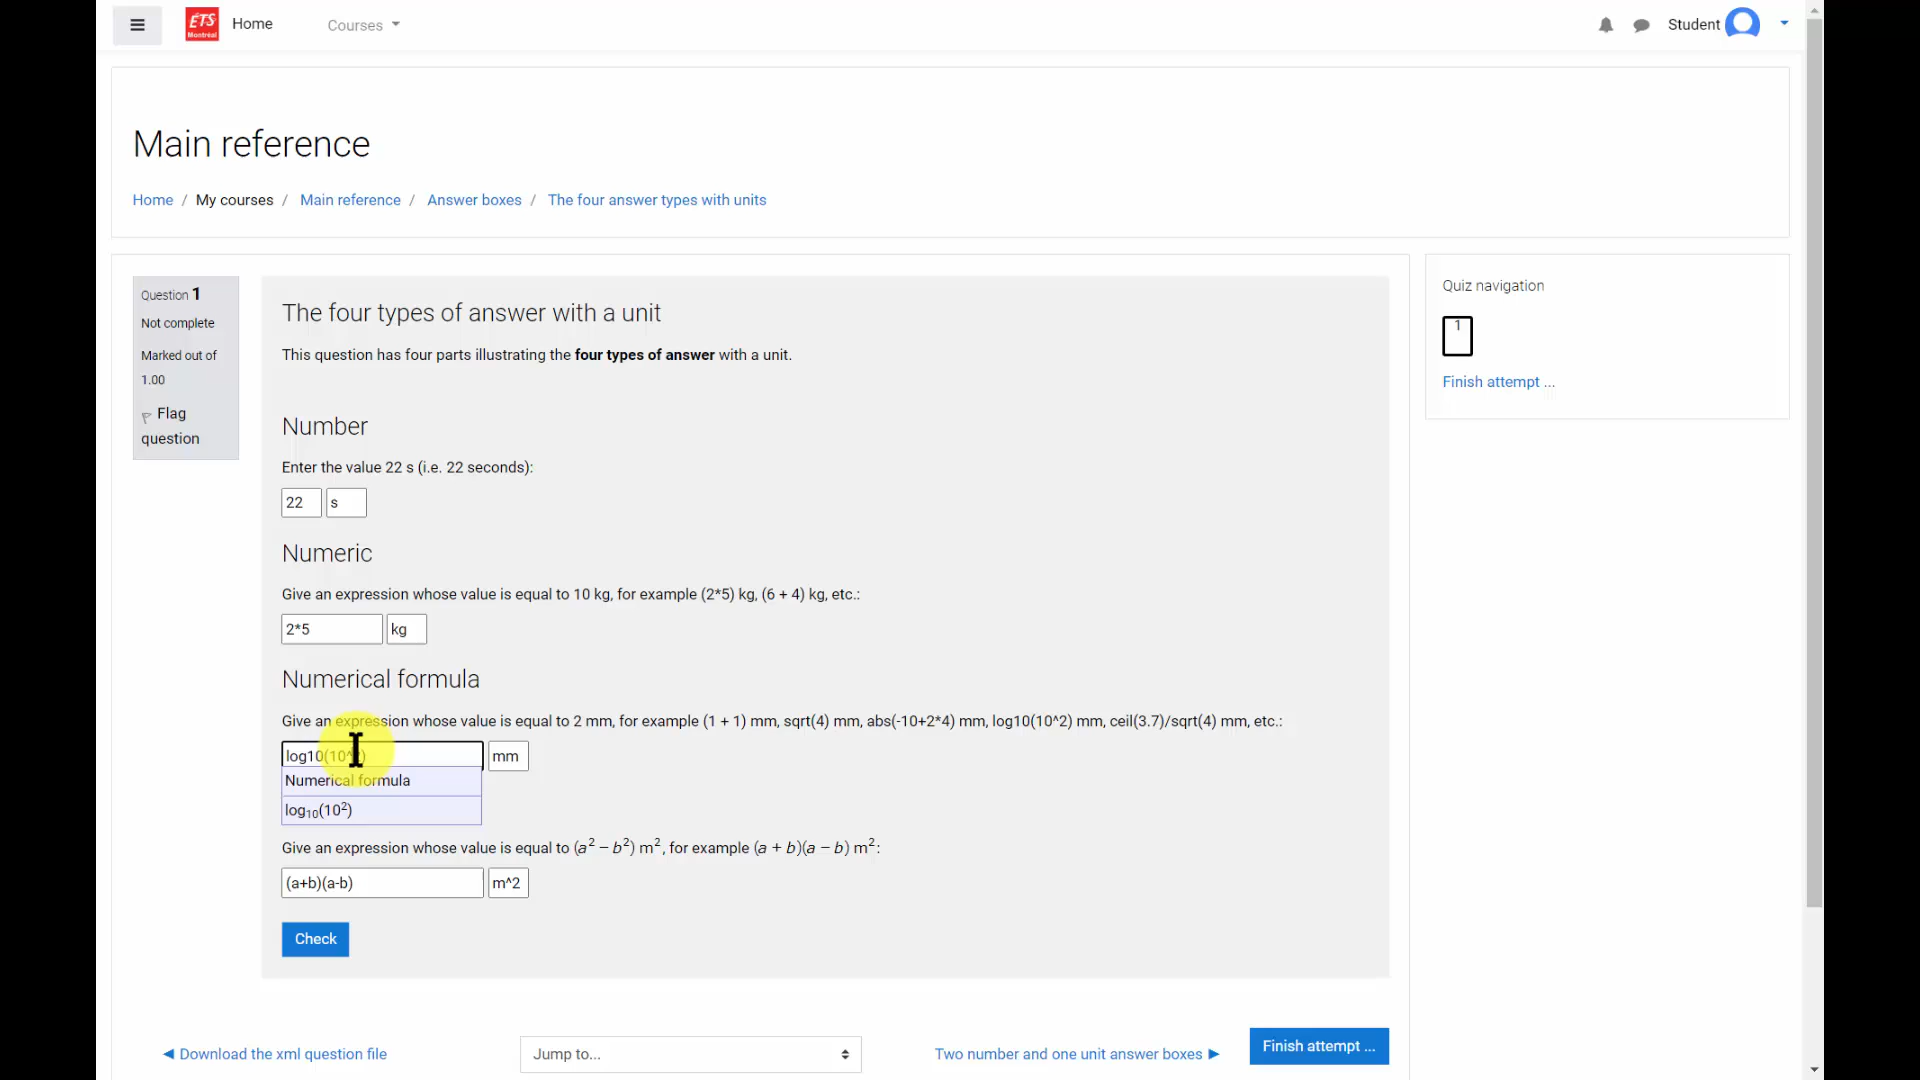 ÉTS
Montréal
Home
Courses
Student
Main reference
Home / My courses / Main reference / Answer boxes / The four answer types with units
Question 1
Not complete
Marked out of
1.00
Flag
question
The four types of answer with a unit
This question has four parts illustrating the four types of answer with a unit.
Number
Enter the value 22 s (i.e. 22 seconds):
22 s
Numeric
Give an expression whose value is equal to 10 kg, for example (2*5) kg, (6 + 4) kg, etc.:
2*5 kg
Numerical formula
Give an expression whose value is equal to 2 mm, for example (1 + 1) mm, sqrt(4) mm, abs(-10+2*4) mm, log10(10^2) mm, ceil(3.7)/sqrt(4) mm, etc.:
log10(10^2) mm
Numerical formula
log₁₀(10²)
Give an expression whose value is equal to (a² − b²) m², for example (a + b)(a − b) m²:
(a+b)(a-b) m^2
Check
Quiz navigation
1
Finish attempt ...
◀ Download the xml question file
Jump to...
Two number and one unit answer boxes ▶
Finish attempt ...